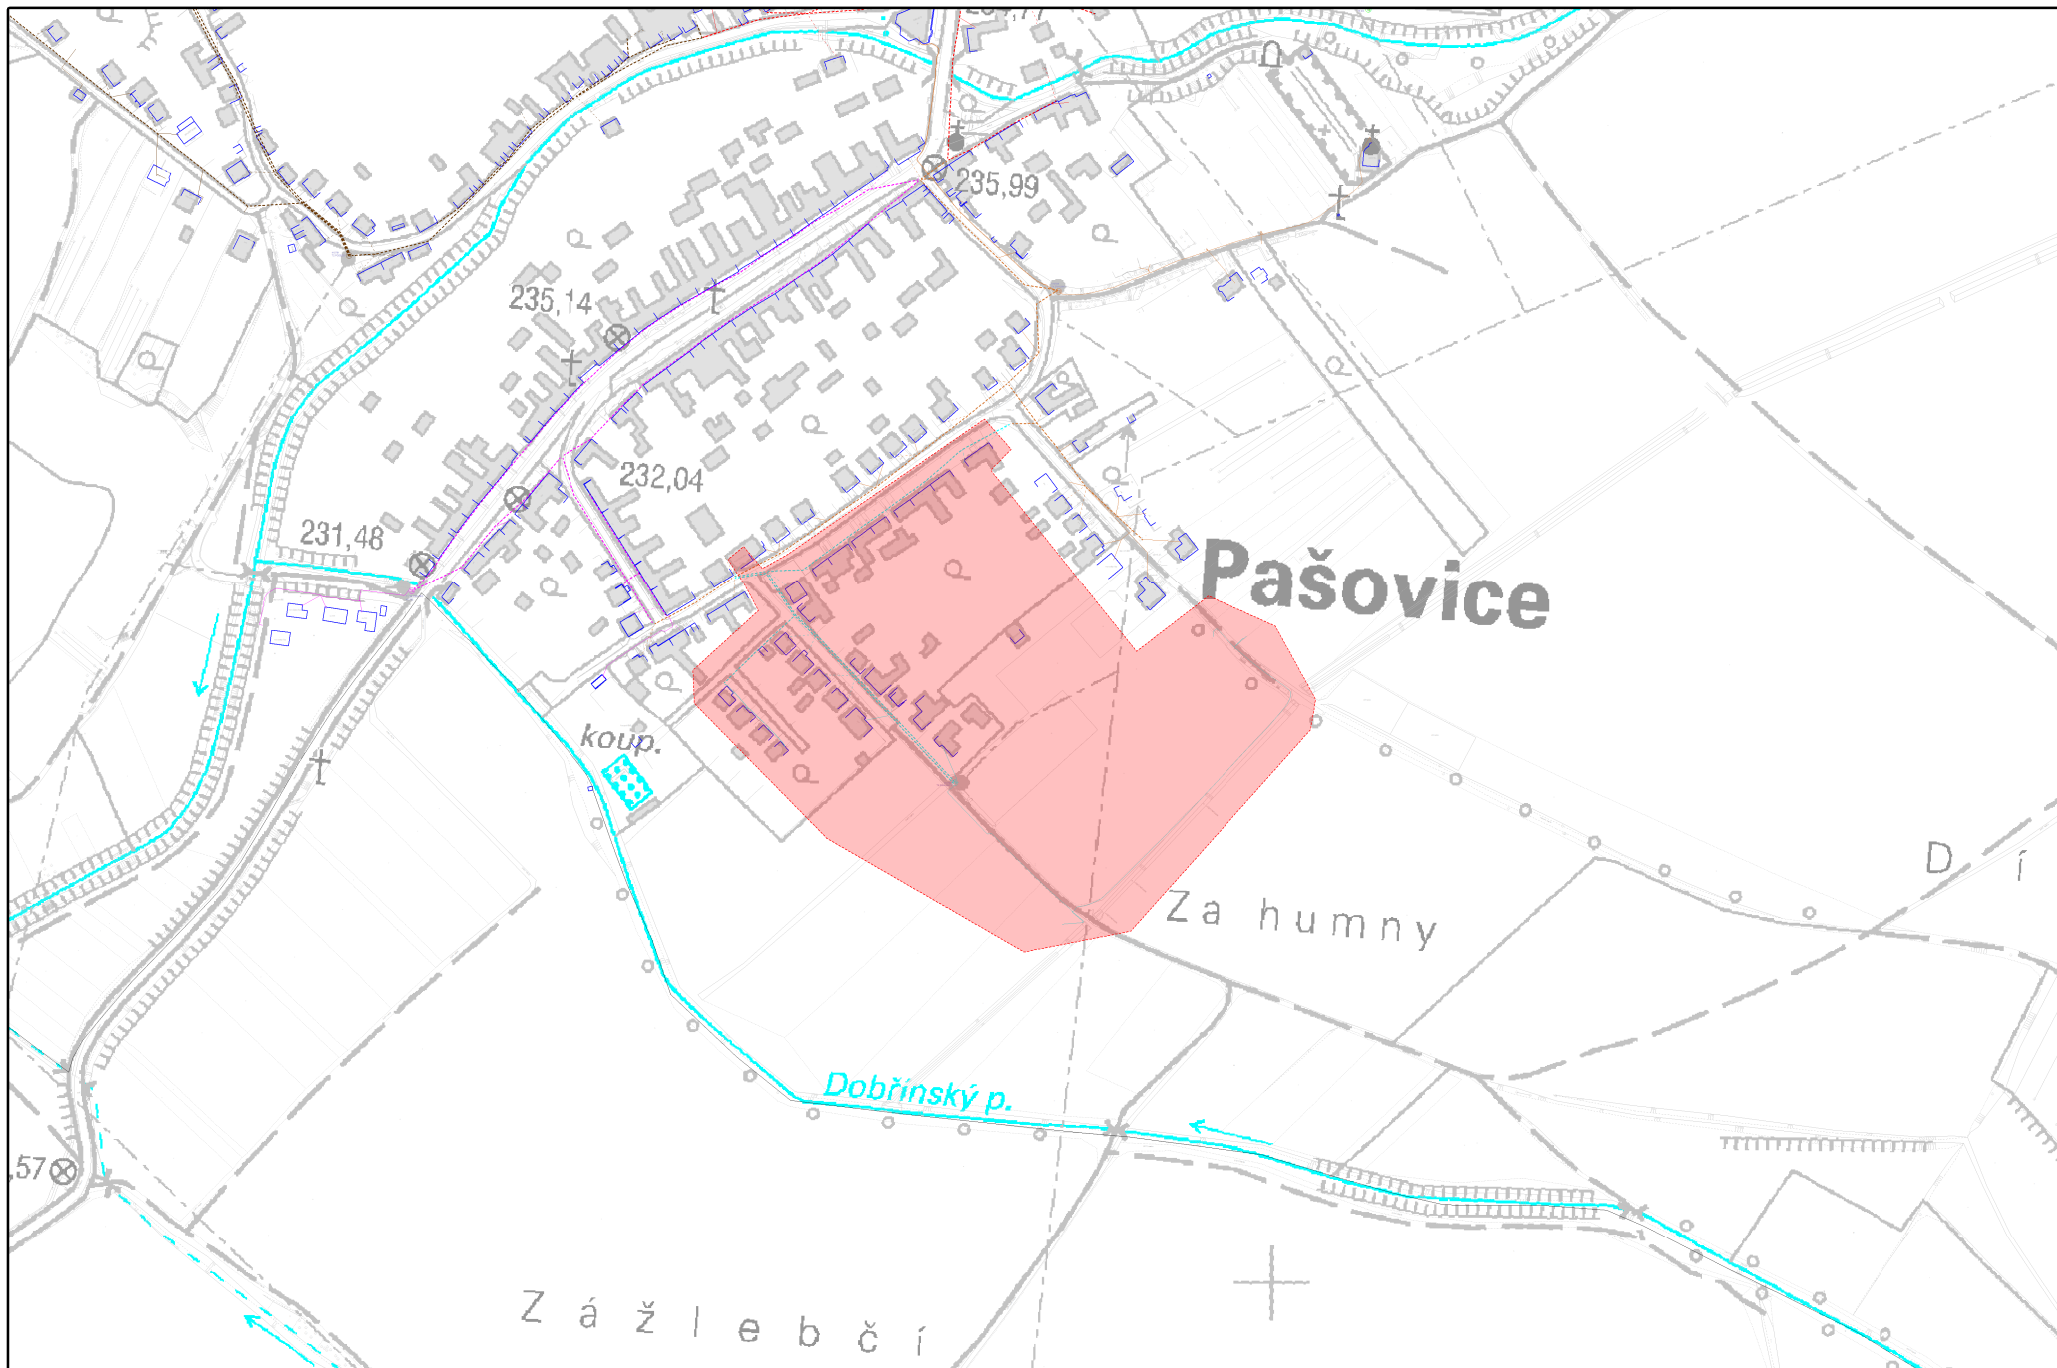 235,99
235,14
232,04
231,48
Pašovice
koup.
D í
Za humny
Dobřínský p.
,57
Zážlebčí